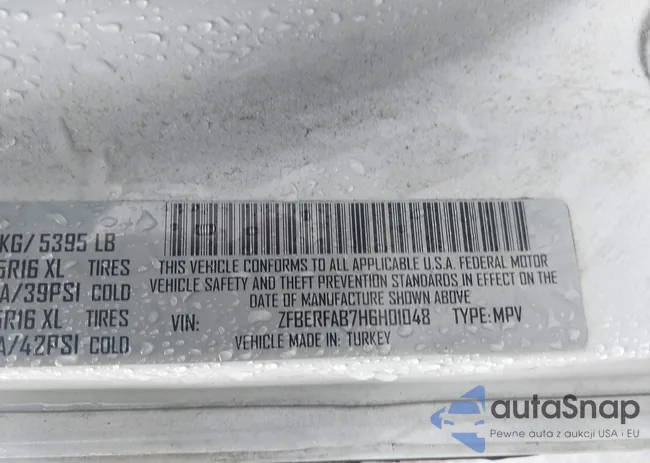 KG/ 5395 LB
5R16 XL TIRES
A/39PSI COLD
5R16 XL TIRES
A/42PSI COLD
THIS VEHICLE CONFORMS TO ALL APPLICABLE U.S.A. FEDERAL MOTOR
VEHICLE SAFETY AND THEFT PREVENTION STANDARDS IN EFFECT ON THE
DATE OF MANUFACTURE SHOWN ABOVE.
VIN: ZFBERFAB7H6H01048 TYPE: MPV
VEHICLE MADE IN: TURKEY
autaSnap
Pewne auta z aukcji USA i EU